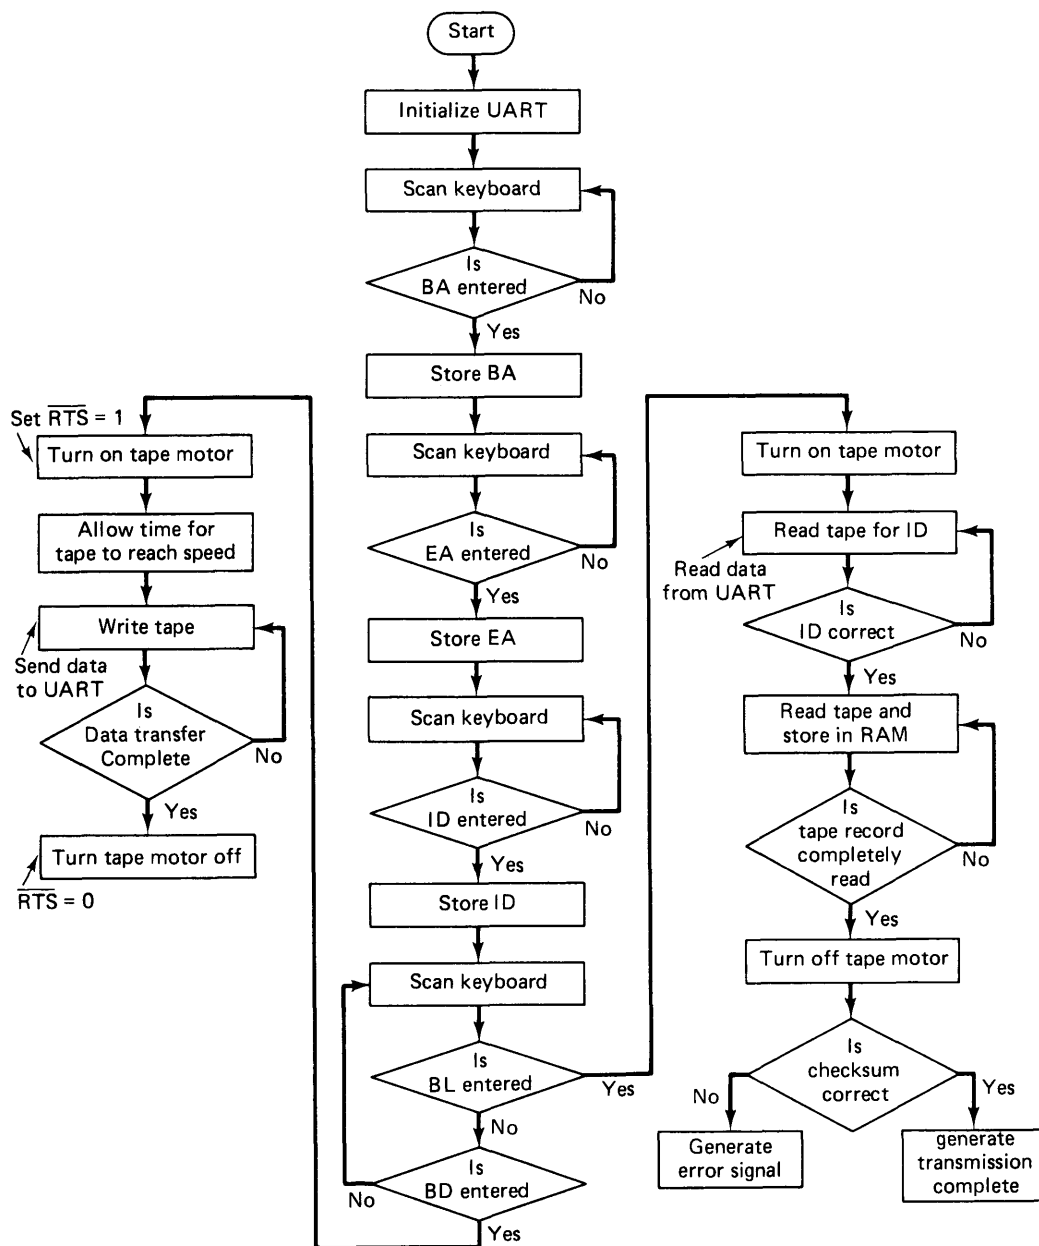 Start
Initialize UART
Scan keyboard
Is
BA entered
No
Yes
Store BA
Scan keyboard
Is
EA entered
No
Yes
Store EA
Scan keyboard
Is
ID entered
No
Yes
Store ID
Scan keyboard
Is
BL entered
Yes
No
Is
BD entered
No
Yes
Set R̅T̅S̅ = 1
Turn on tape motor
Allow time for
tape to reach speed
Write tape
Send data
to UART
Is
Data transfer
Complete
No
Yes
Turn tape motor off
R̅T̅S̅ = 0
Turn on tape motor
Read tape for ID
Read data
from UART
Is
ID correct
No
Yes
Read tape and
store in RAM
Is
tape record
completely
read
No
Yes
Turn off tape motor
Is
checksum
correct
No
Yes
Generate
error signal
generate
transmission
complete